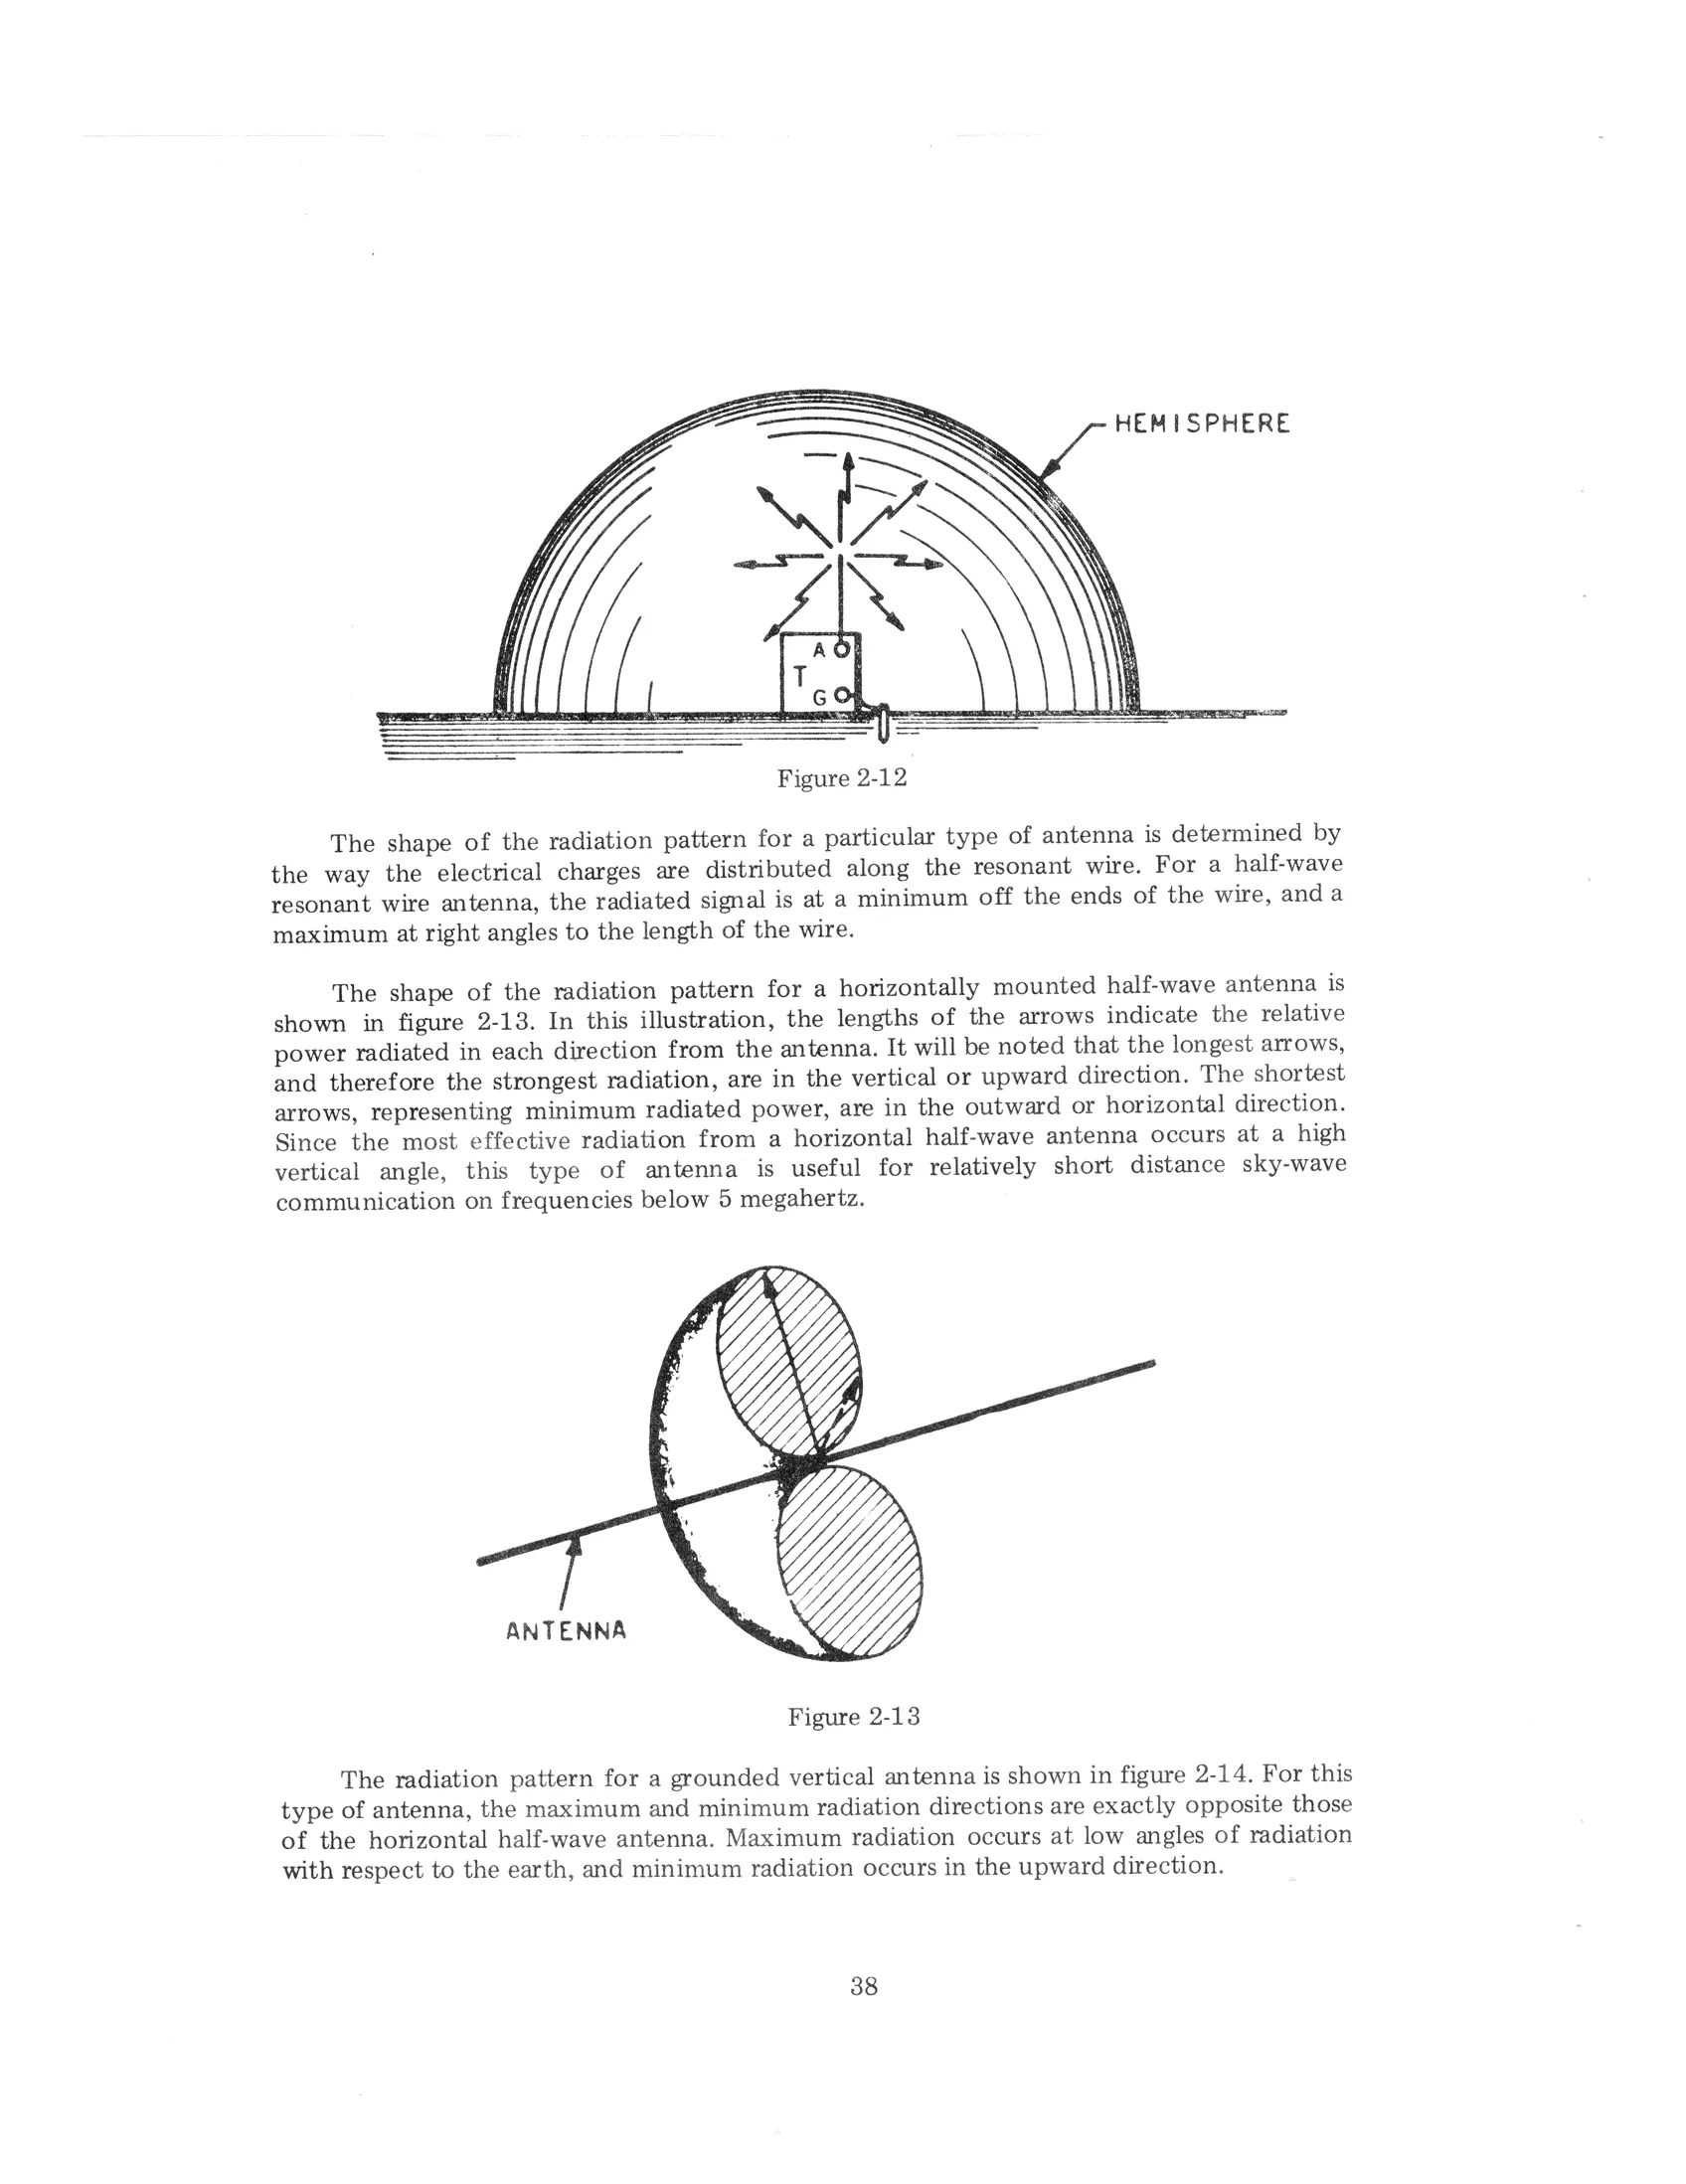 HEMISPHERE
A
T
G
Figure 2-12
The shape of the radiation pattern for a particular type of antenna is determined by
the way the electrical charges are distributed along the resonant wire. For a half-wave
resonant wire antenna, the radiated signal is at a minimum off the ends of the wire, and a
maximum at right angles to the length of the wire.
The shape of the radiation pattern for a horizontally mounted half-wave antenna is
shown in figure 2-13. In this illustration, the lengths of the arrows indicate the relative
power radiated in each direction from the antenna. It will be noted that the longest arrows,
and therefore the strongest radiation, are in the vertical or upward direction. The shortest
arrows, representing minimum radiated power, are in the outward or horizontal direction.
Since the most effective radiation from a horizontal half-wave antenna occurs at a high
vertical angle, this type of antenna is useful for relatively short distance sky-wave
communication on frequencies below 5 megahertz.
ANTENNA
Figure 2-13
The radiation pattern for a grounded vertical antenna is shown in figure 2-14. For this
type of antenna, the maximum and minimum radiation directions are exactly opposite those
of the horizontal half-wave antenna. Maximum radiation occurs at low angles of radiation
with respect to the earth, and minimum radiation occurs in the upward direction.
38